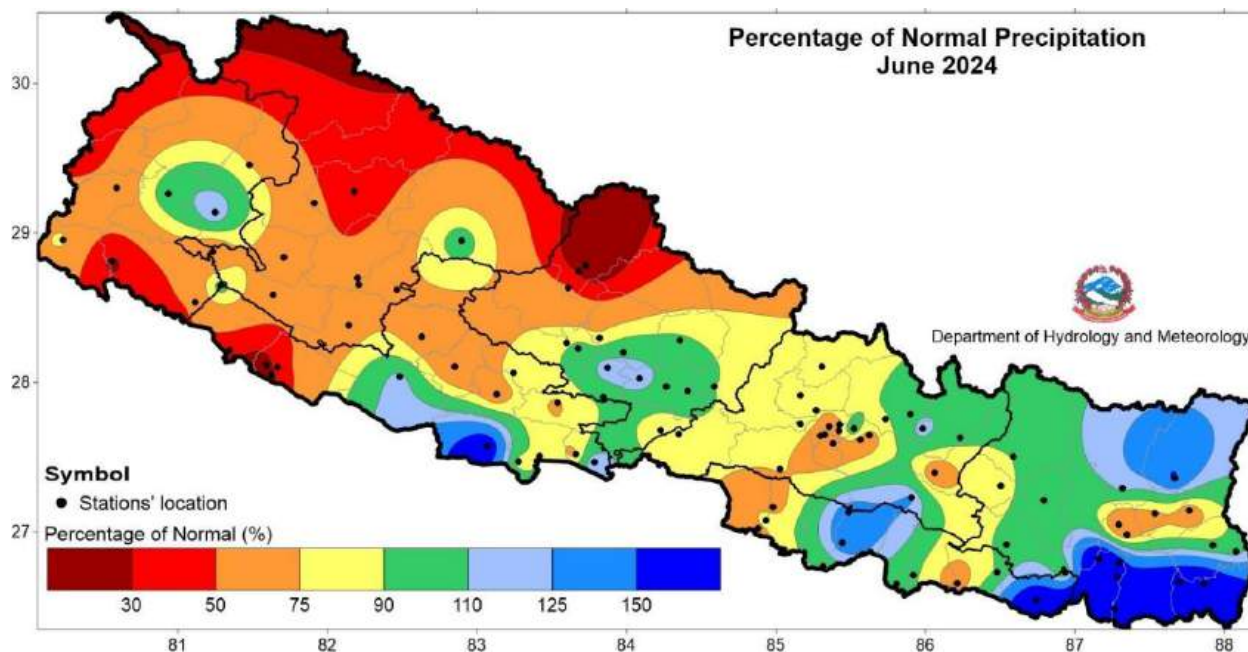 Percentage of Normal Precipitation
June 2024
30
29
28
27
Department of Hydrology and Meteorology
Symbol
Stations' location
Percentage of Normal (%)
30 50 75 90 110 125 150
81 82 83 84 85 86 87 88